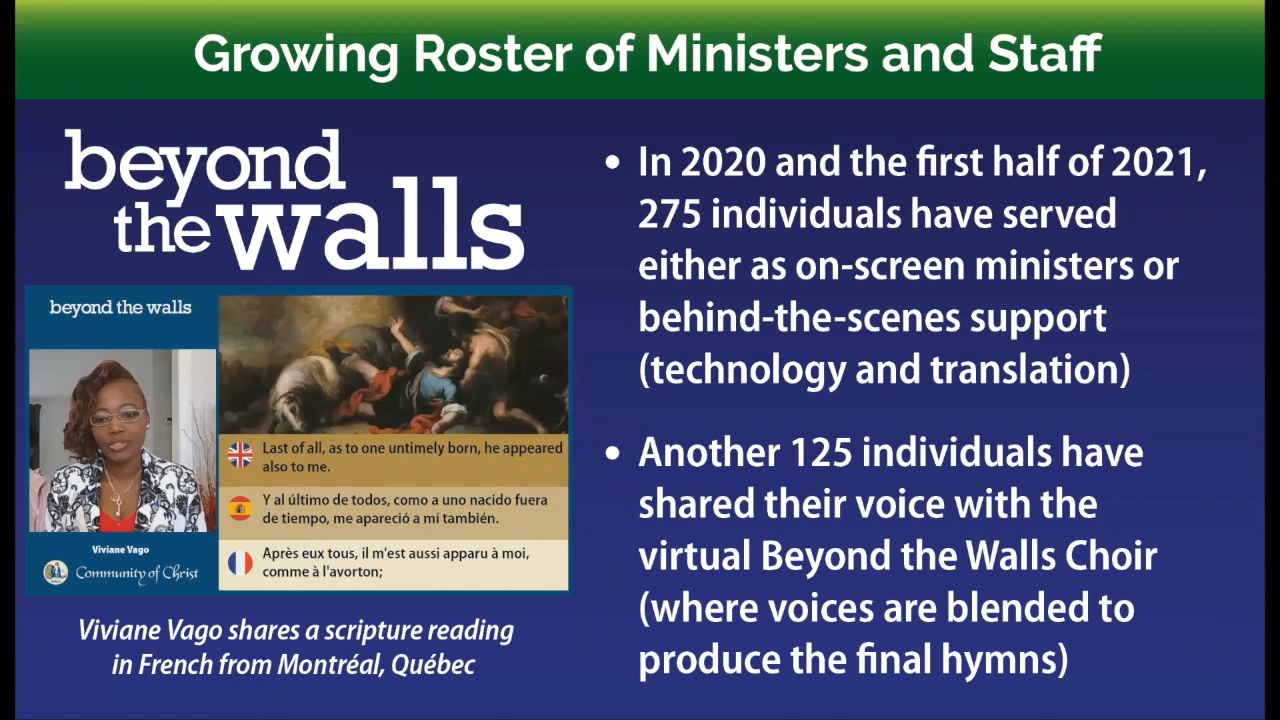 Growing Roster of Ministers and Staff
beyond
the walls
beyond the walls
Last of all, as to one untimely born, he appeared
also to me.
Y al último de todos, como a uno nacido fuera
de tiempo, me apareció a mí también.
Après eux tous, il m'est aussi apparu à moi,
comme à l'avorton;
Viviane Vago
Community of Christ
Viviane Vago shares a scripture reading
in French from Montréal, Québec
• In 2020 and the first half of 2021,
275 individuals have served
either as on-screen ministers or
behind-the-scenes support
(technology and translation)
• Another 125 individuals have
shared their voice with the
virtual Beyond the Walls Choir
(where voices are blended to
produce the final hymns)